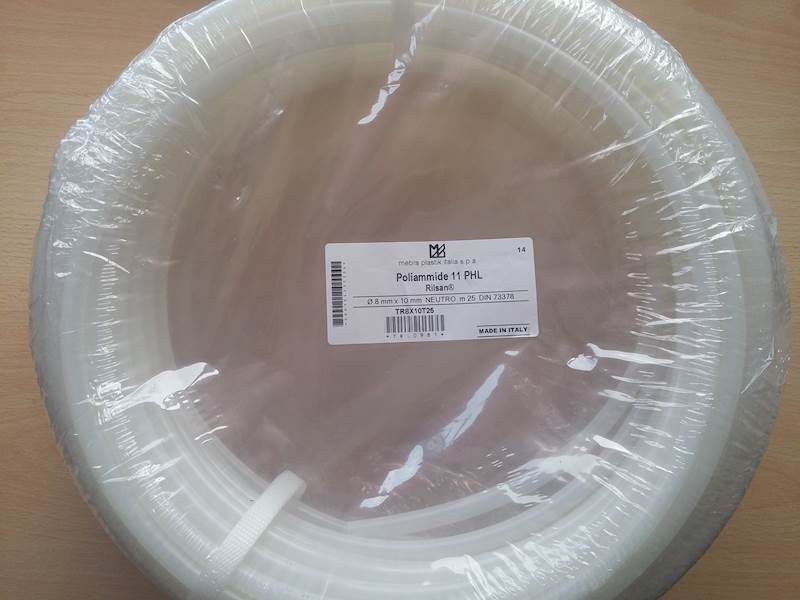 14
mebra plastik italia s.p.a.
Poliammide 11 PHL
Rilsan®
Ø 8 mm x 10 mm NEUTRO m 25 DIN 73378
TR8X10T25
MADE IN ITALY